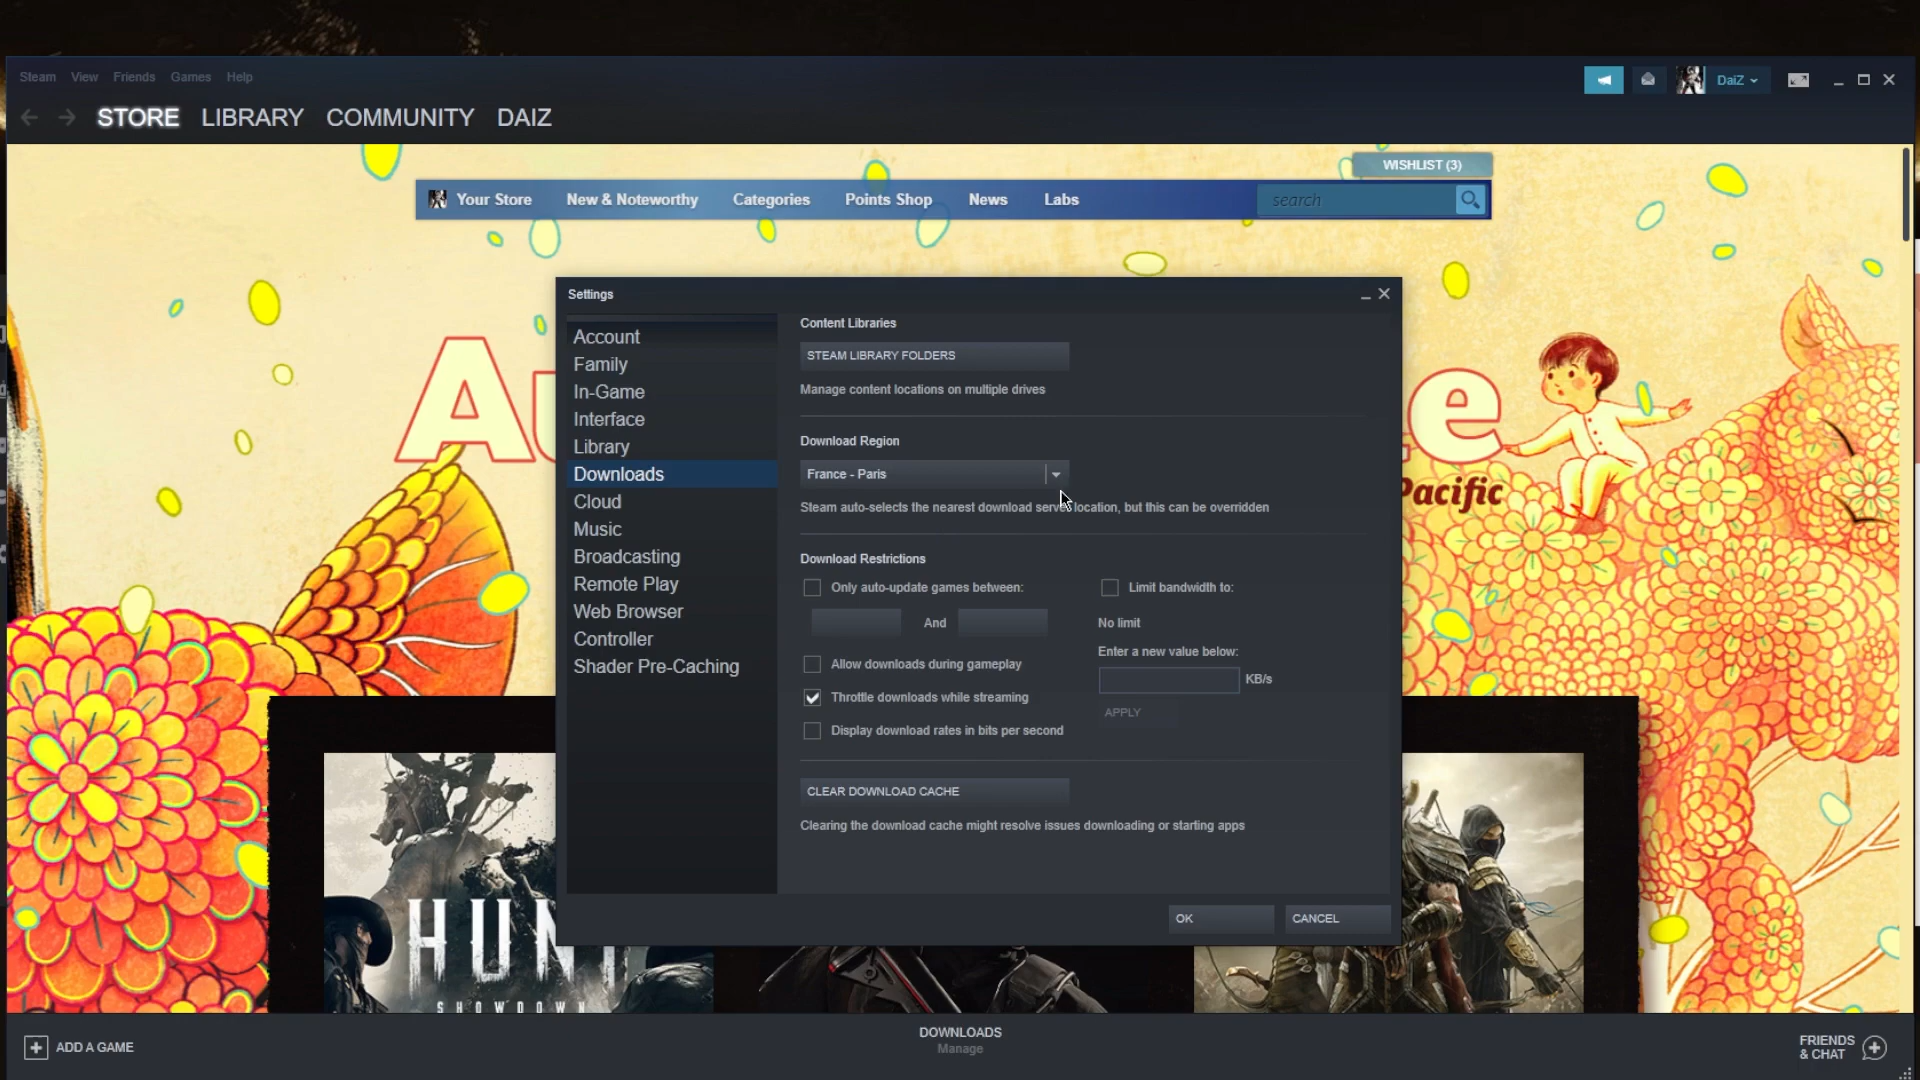 Steam View Friends Games Help
DaiZ
STORE LIBRARY COMMUNITY DAIZ
WISHLIST (3)
Your Store New & Noteworthy Categories Points Shop News Labs search
Settings
Account
Family
In-Game
Interface
Library
Downloads
Cloud
Music
Broadcasting
Remote Play
Web Browser
Controller
Shader Pre-Caching
Content Libraries
STEAM LIBRARY FOLDERS
Manage content locations on multiple drives
Download Region
France - Paris
Steam auto-selects the nearest download server location, but this can be overridden
Download Restrictions
Only auto-update games between:
And
Allow downloads during gameplay
Throttle downloads while streaming
Display download rates in bits per second
Limit bandwidth to:
No limit
Enter a new value below:
KB/s
APPLY
CLEAR DOWNLOAD CACHE
Clearing the download cache might resolve issues downloading or starting apps
OK CANCEL
Pacific
HUNT
SHOWDOWN
ADD A GAME
DOWNLOADS
Manage
FRIENDS
& CHAT